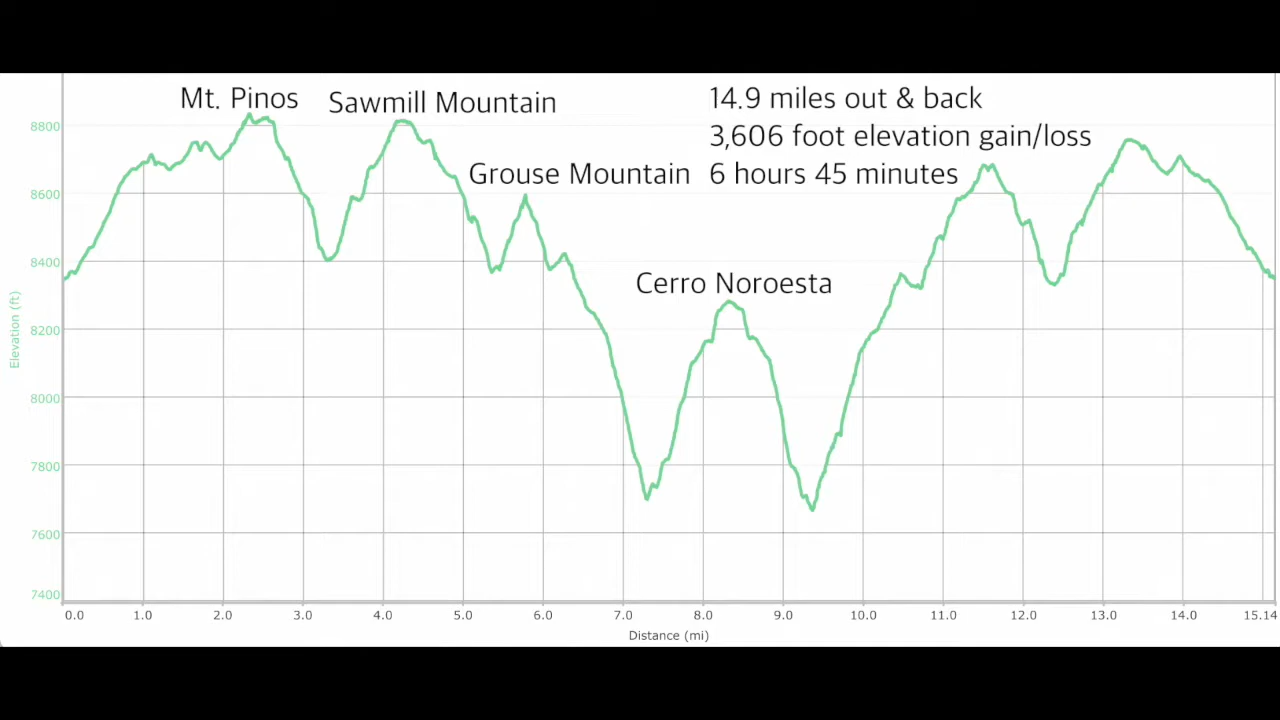 Mt. Pinos
Sawmill Mountain
14.9 miles out & back
3,606 foot elevation gain/loss
Grouse Mountain
6 hours 45 minutes
Cerro Noroesta
Elevation (ft)
8800
8600
8400
8200
8000
7800
7600
7400
0.0 1.0 2.0 3.0 4.0 5.0 6.0 7.0 8.0 9.0 10.0 11.0 12.0 13.0 14.0 15.14
Distance (mi)